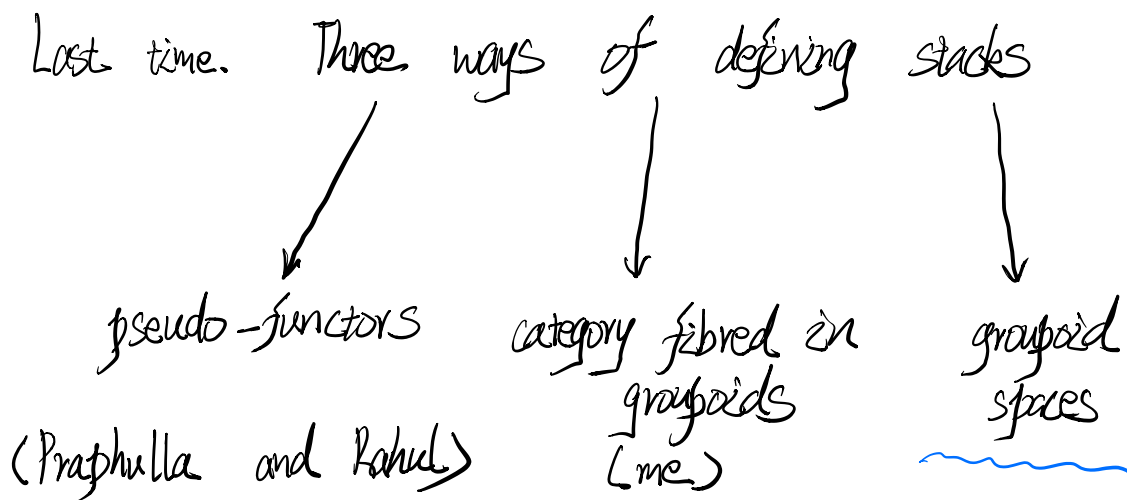 Last time. Three ways of defining stacks
pseudo-functors category fibred in groupoid
groupoids spaces
(Praphulla and Rahul) (me)